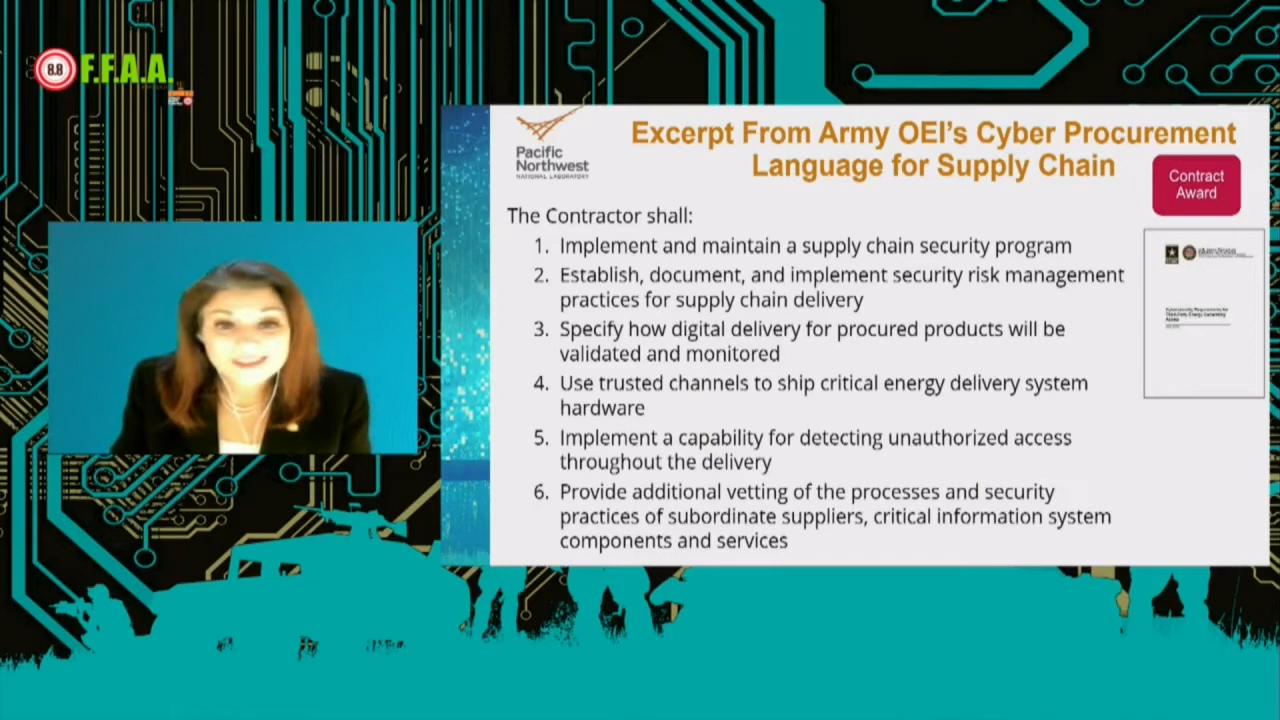 8.8 F.F.A.A.
Pacific
Northwest
NATIONAL LABORATORY
Excerpt From Army OEI's Cyber Procurement
Language for Supply Chain
Contract
Award
The Contractor shall:
1. Implement and maintain a supply chain security program
2. Establish, document, and implement security risk management
practices for supply chain delivery
3. Specify how digital delivery for procured products will be
validated and monitored
4. Use trusted channels to ship critical energy delivery system
hardware
5. Implement a capability for detecting unauthorized access
throughout the delivery
6. Provide additional vetting of the processes and security
practices of subordinate suppliers, critical information system
components and services